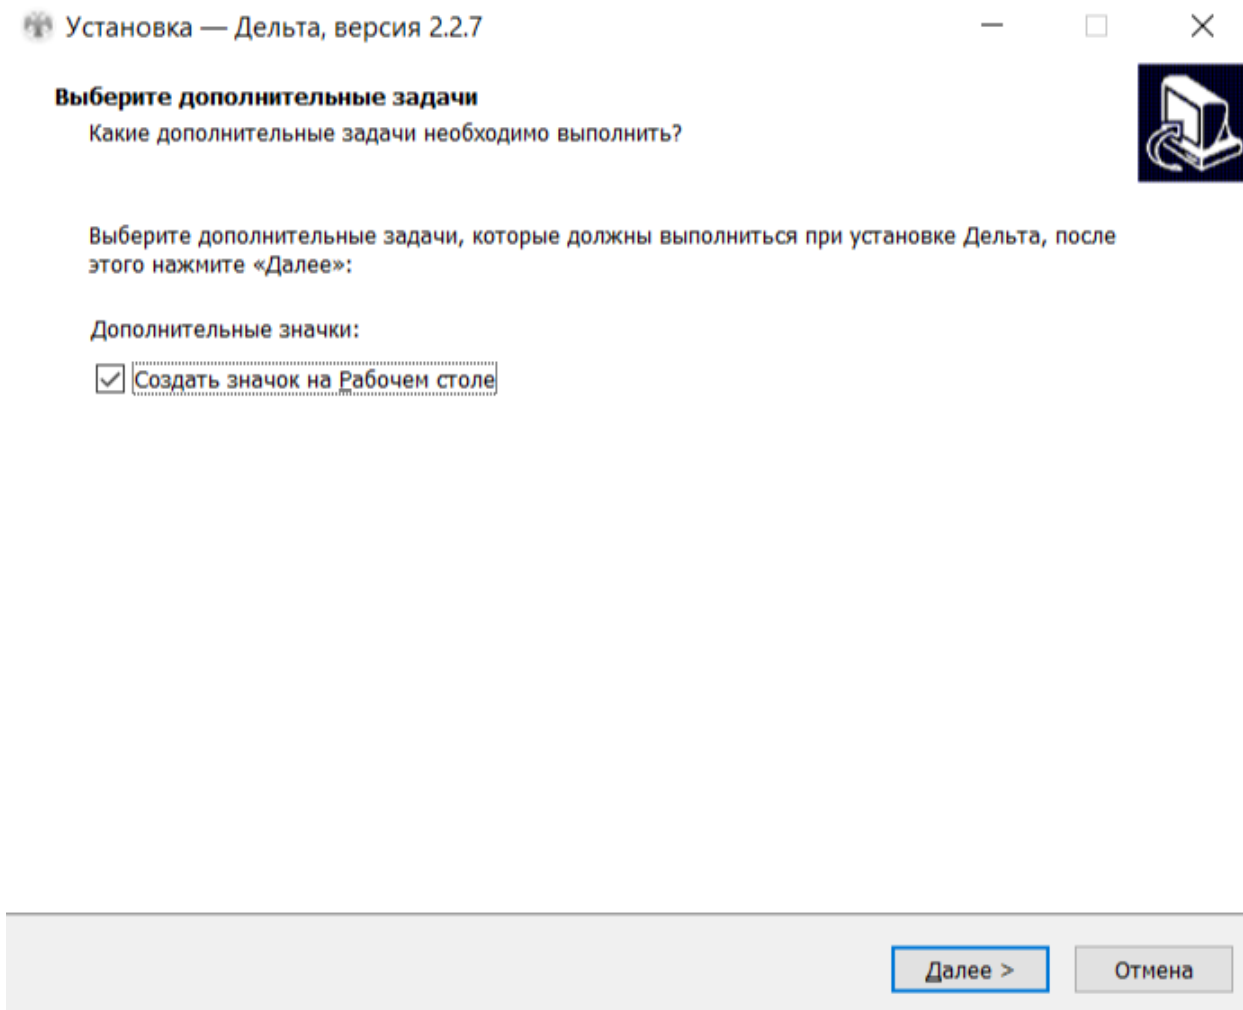 Установка — Дельта, версия 2.2.7
Выберите дополнительные задачи
Какие дополнительные задачи необходимо выполнить?
Выберите дополнительные задачи, которые должны выполниться при установке Дельта, после
этого нажмите «Далее»:
Дополнительные значки:
Создать значок на Рабочем столе
Далее > Отмена